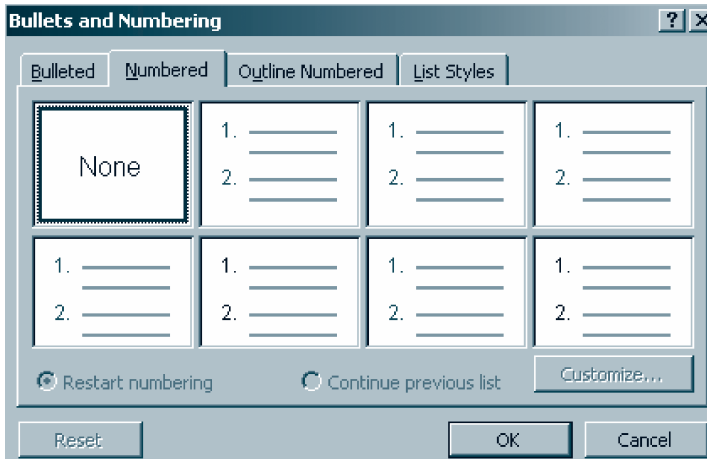 Bullets and Numbering
Bulleted Numbered Outline Numbered List Styles
None
1.
2.
1.
2.
1.
2.
1.
2.
1.
2.
1.
2.
1.
2.
Restart numbering Continue previous list Customize...
Reset OK Cancel